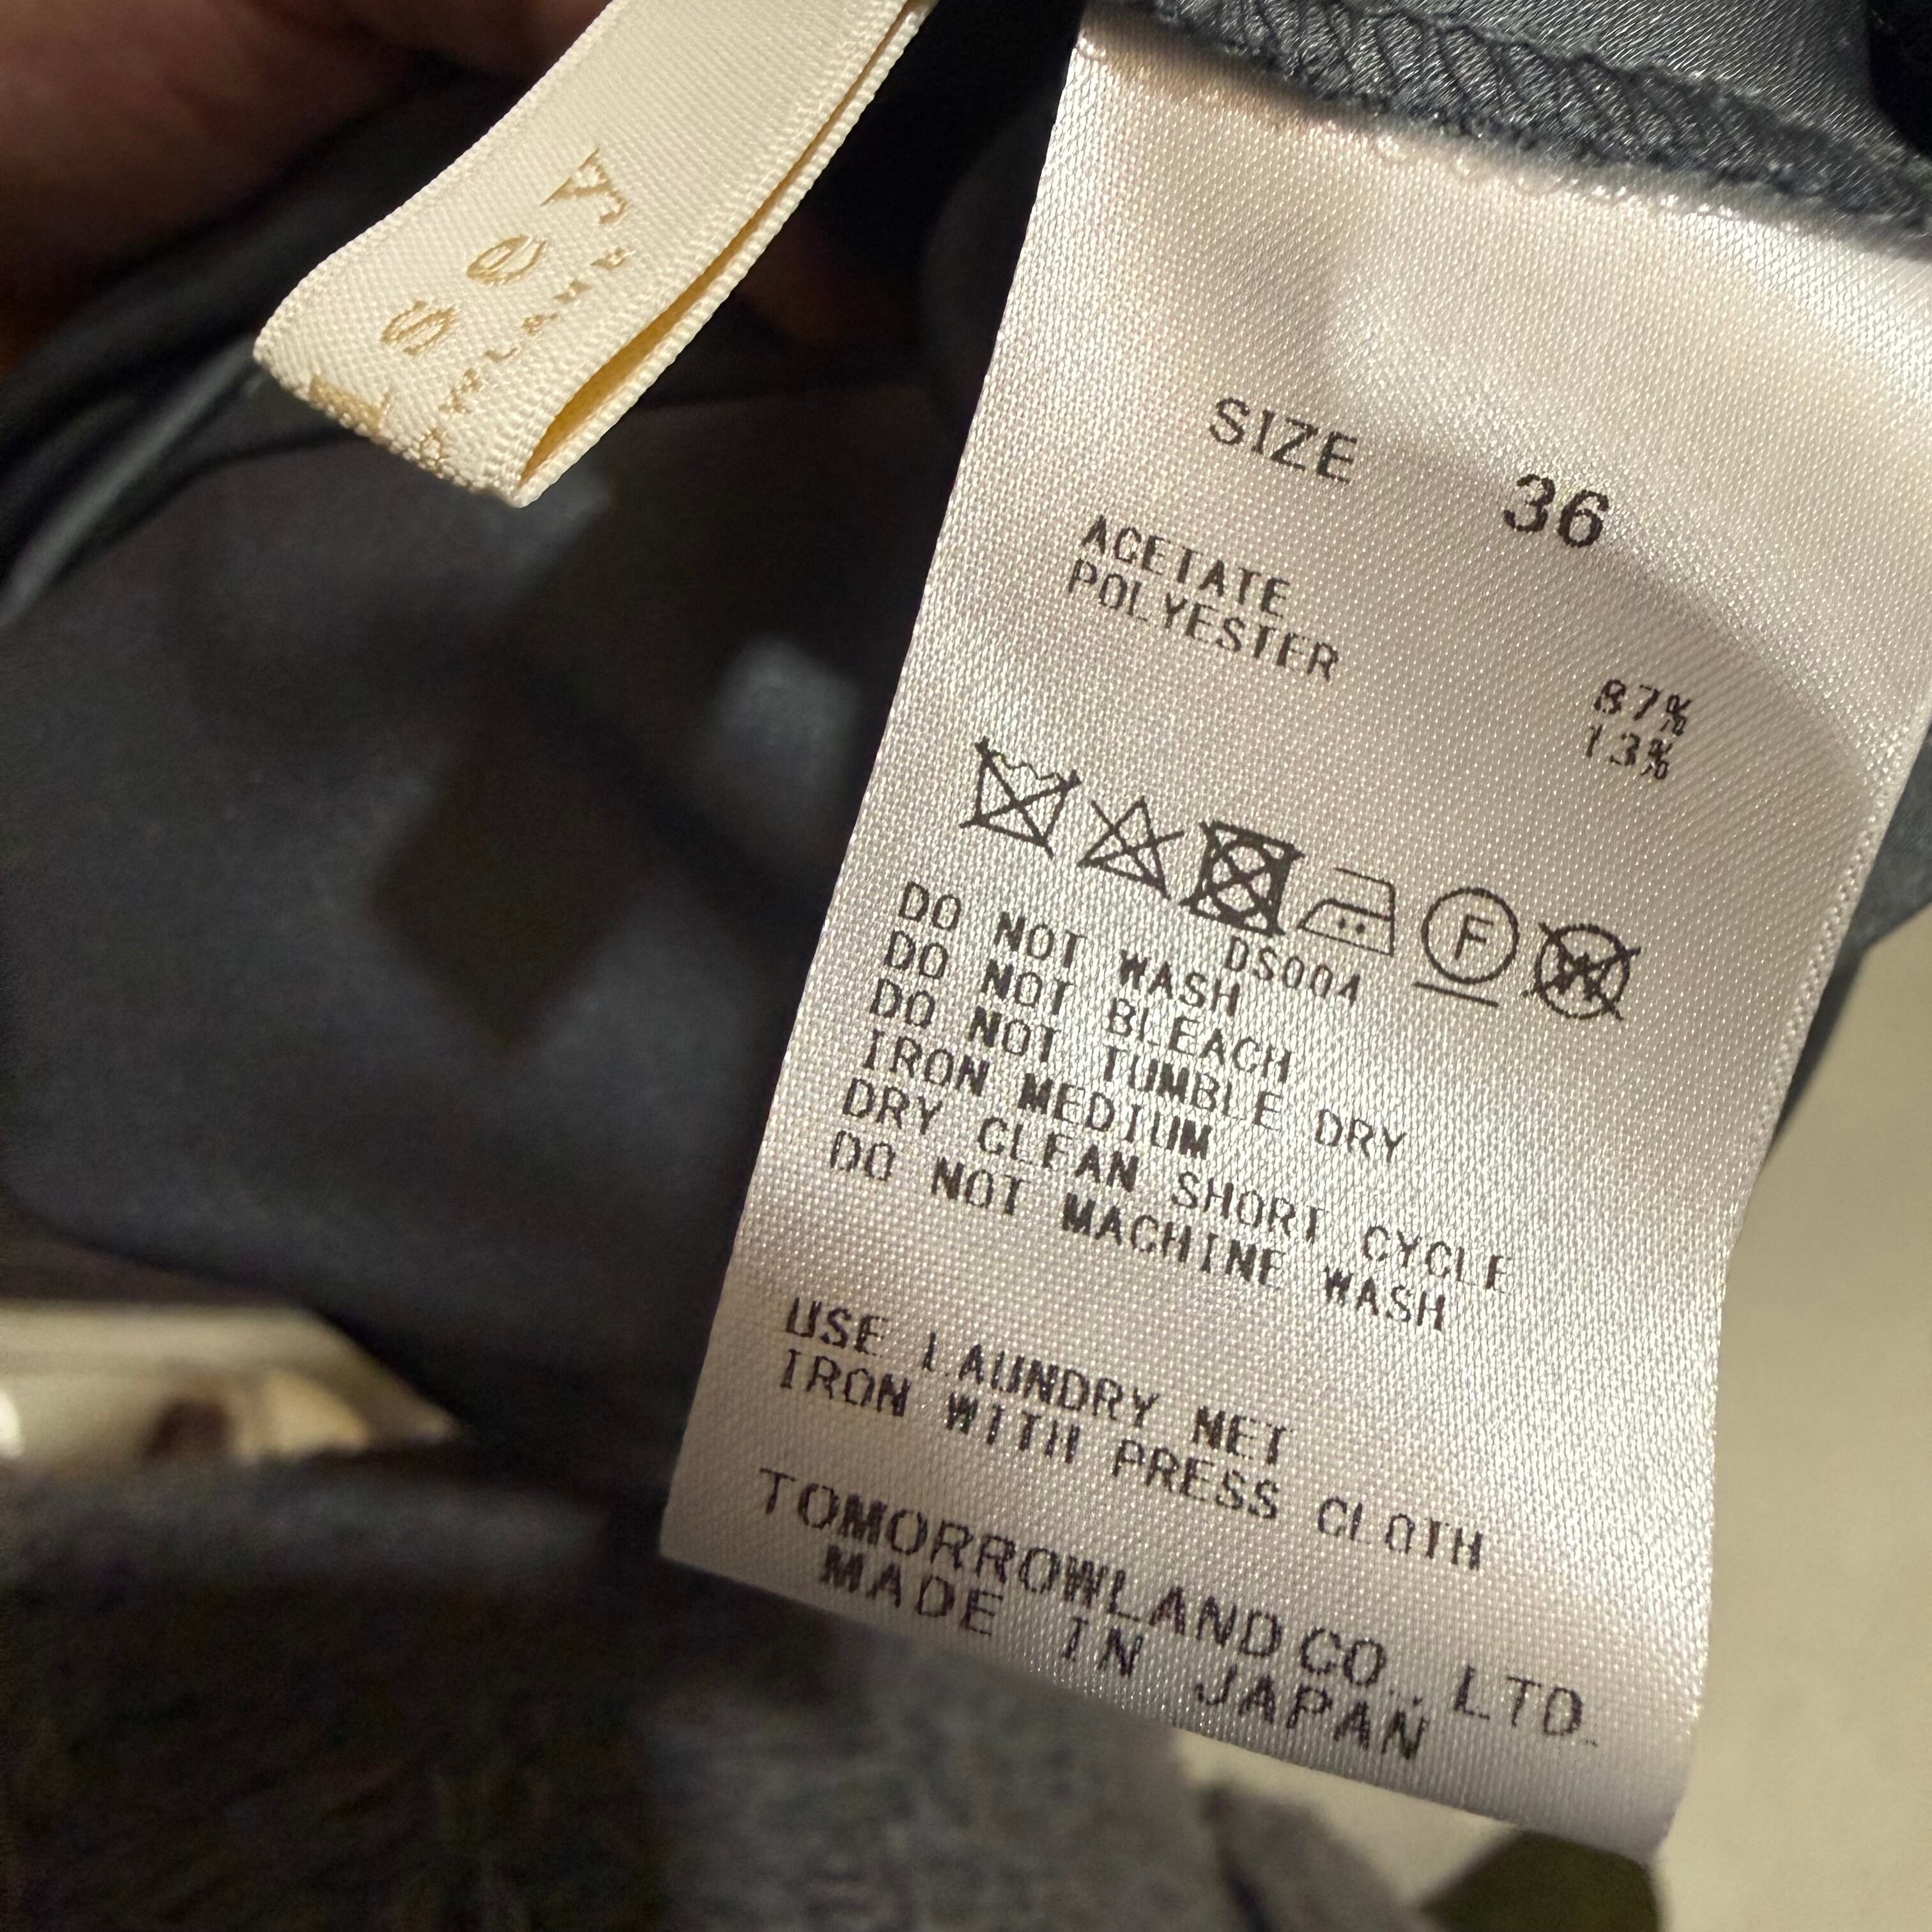 sey
SIZE 36
ACETATE 87%
POLYESTER 13%
F W
DS004
DO NOT WASH
DO NOT BLEACH
DO NOT TUMBLE DRY
IRON MEDIUM
DRY CLEAN SHORT CYCLE
DO NOT MACHINE WASH
USE LAUNDRY NET
IRON WITH PRESS CLOTH
TOMORROWLAND CO., LTD.
MADE IN JAPAN